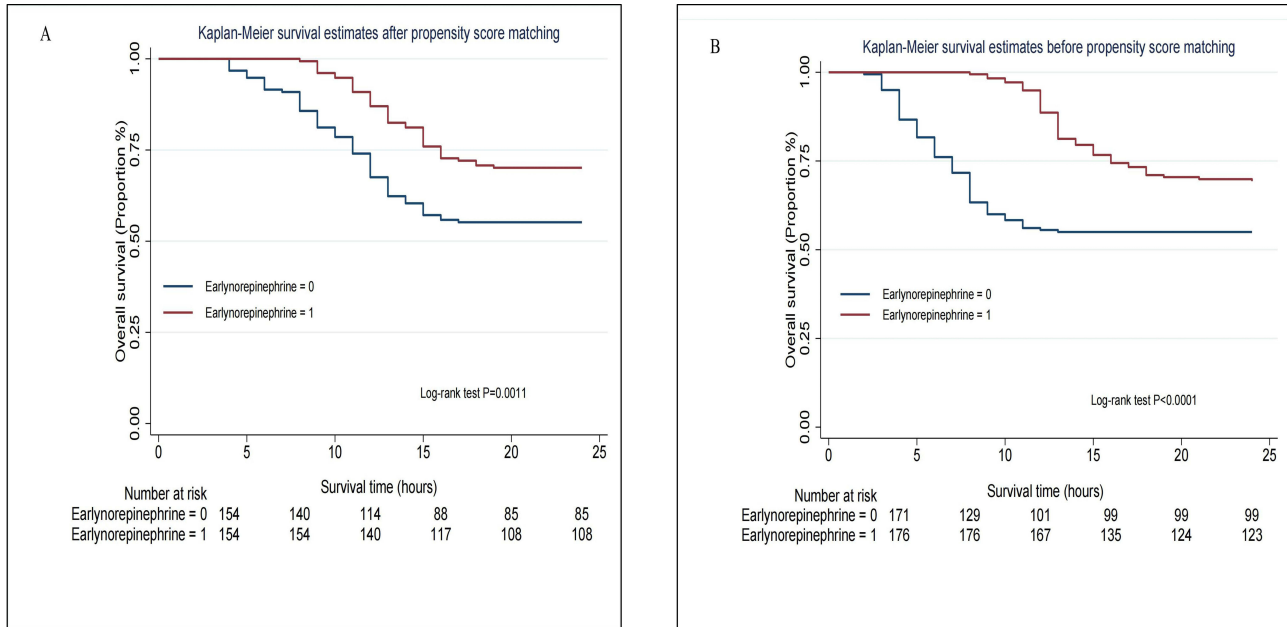 A
Kaplan-Meier survival estimates after propensity score matching
Overall survival (Proportion %)
1.00
0.75
0.50
0.25
0.00
Earlynorepinephrine = 0
Earlynorepinephrine = 1
Log-rank test P=0.0011
0 5 10 15 20 25
Survival time (hours)
Number at risk
Earlynorepinephrine = 0 154 140 114 88 85 85
Earlynorepinephrine = 1 154 154 140 117 108 108
B
Kaplan-Meier survival estimates before propensity score matching
Overall survival (Proportion %)
1.00
0.75
0.50
0.25
0.00
Earlynorepinephrine = 0
Earlynorepinephrine = 1
Log-rank test P<0.0001
0 5 10 15 20 25
Survival time (hours)
Number at risk
Earlynorepinephrine = 0 171 129 101 99 99 99
Earlynorepinephrine = 1 176 176 167 135 124 123